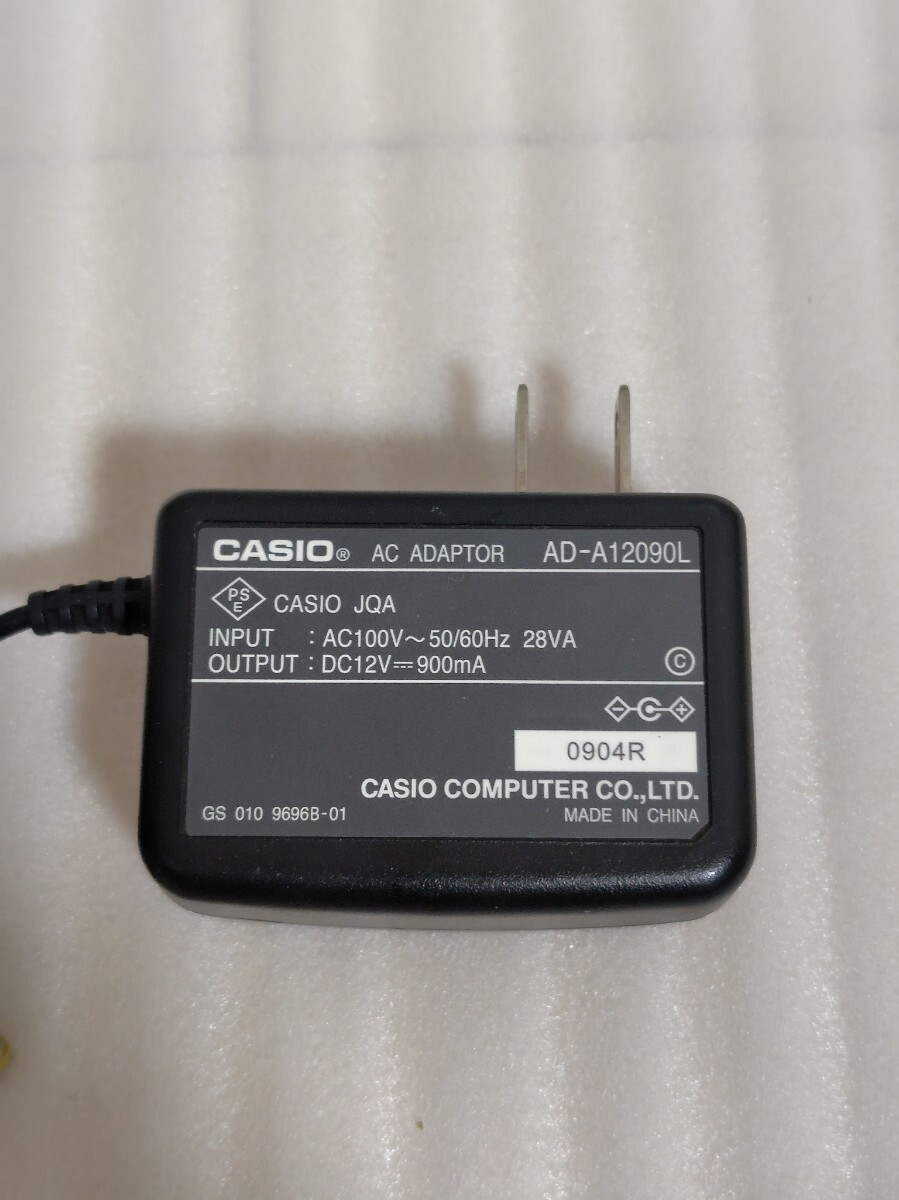 CASIO® AC ADAPTOR AD-A12090L
PSE CASIO JQA
INPUT : AC100V～50/60Hz 28VA
OUTPUT : DC12V⎓900mA
©
0904R
CASIO COMPUTER CO.,LTD.
GS 010 9696B-01 MADE IN CHINA